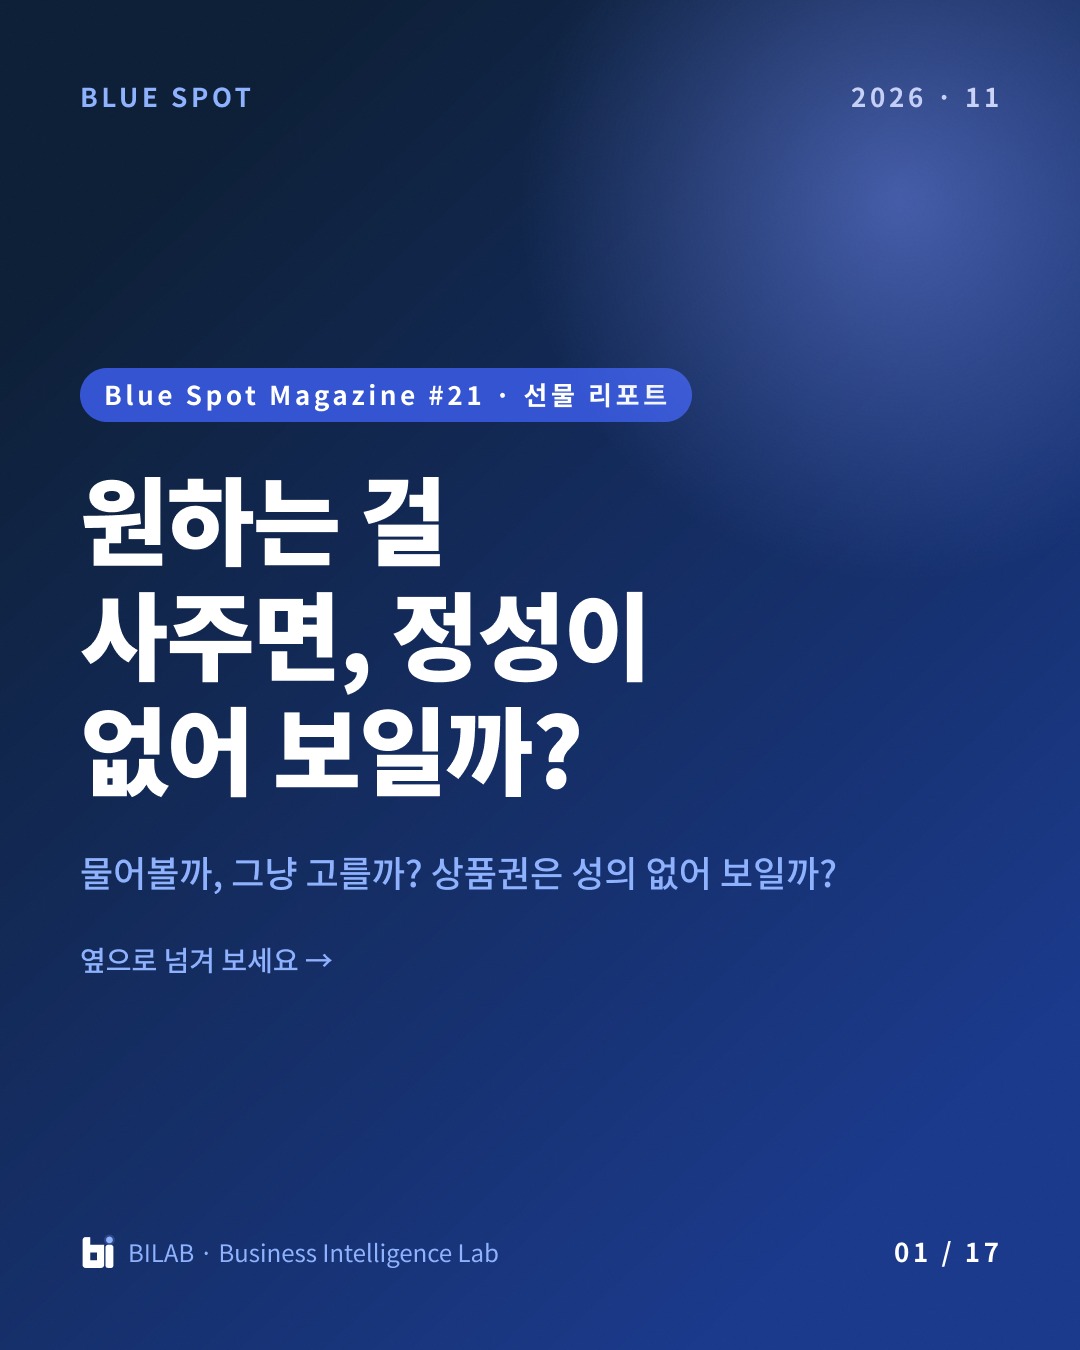 BLUE SPOT
2026 · 11
Blue Spot Magazine #21 · 선물 리포트
원하는 걸
사주면, 정성이
없어 보일까?
물어볼까, 그냥 고를까? 상품권은 성의 없어 보일까?
옆으로 넘겨 보세요 →
bi BILAB · Business Intelligence Lab
01 / 17